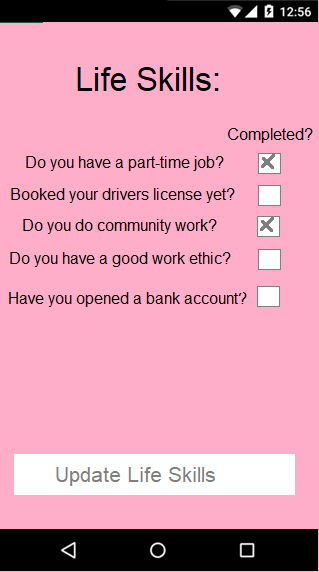 12:56
Life Skills:
Completed?
Do you have a part-time job?
Booked your drivers license yet?
Do you do community work?
Do you have a good work ethic?
Have you opened a bank account?
Update Life Skills